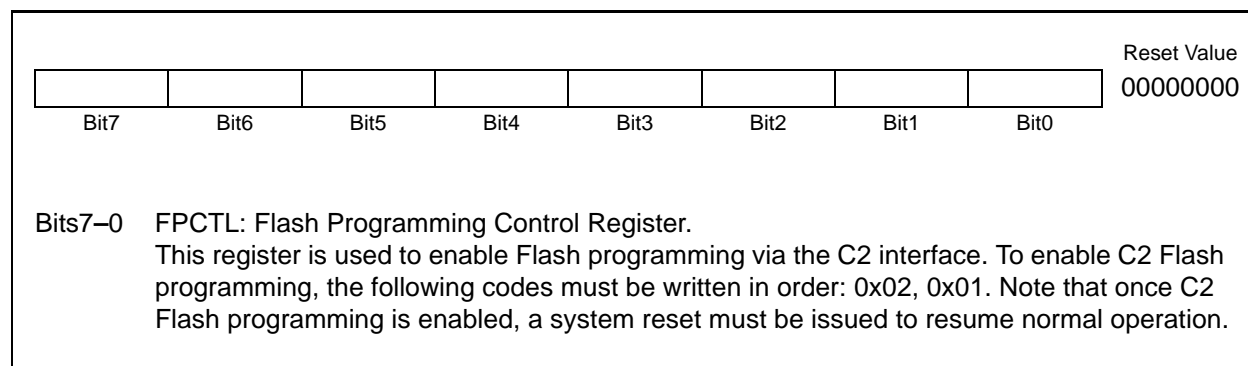 Reset Value
00000000
Bit7 Bit6 Bit5 Bit4 Bit3 Bit2 Bit1 Bit0
Bits7–0 FPCTL: Flash Programming Control Register.
This register is used to enable Flash programming via the C2 interface. To enable C2 Flash
programming, the following codes must be written in order: 0x02, 0x01. Note that once C2
Flash programming is enabled, a system reset must be issued to resume normal operation.